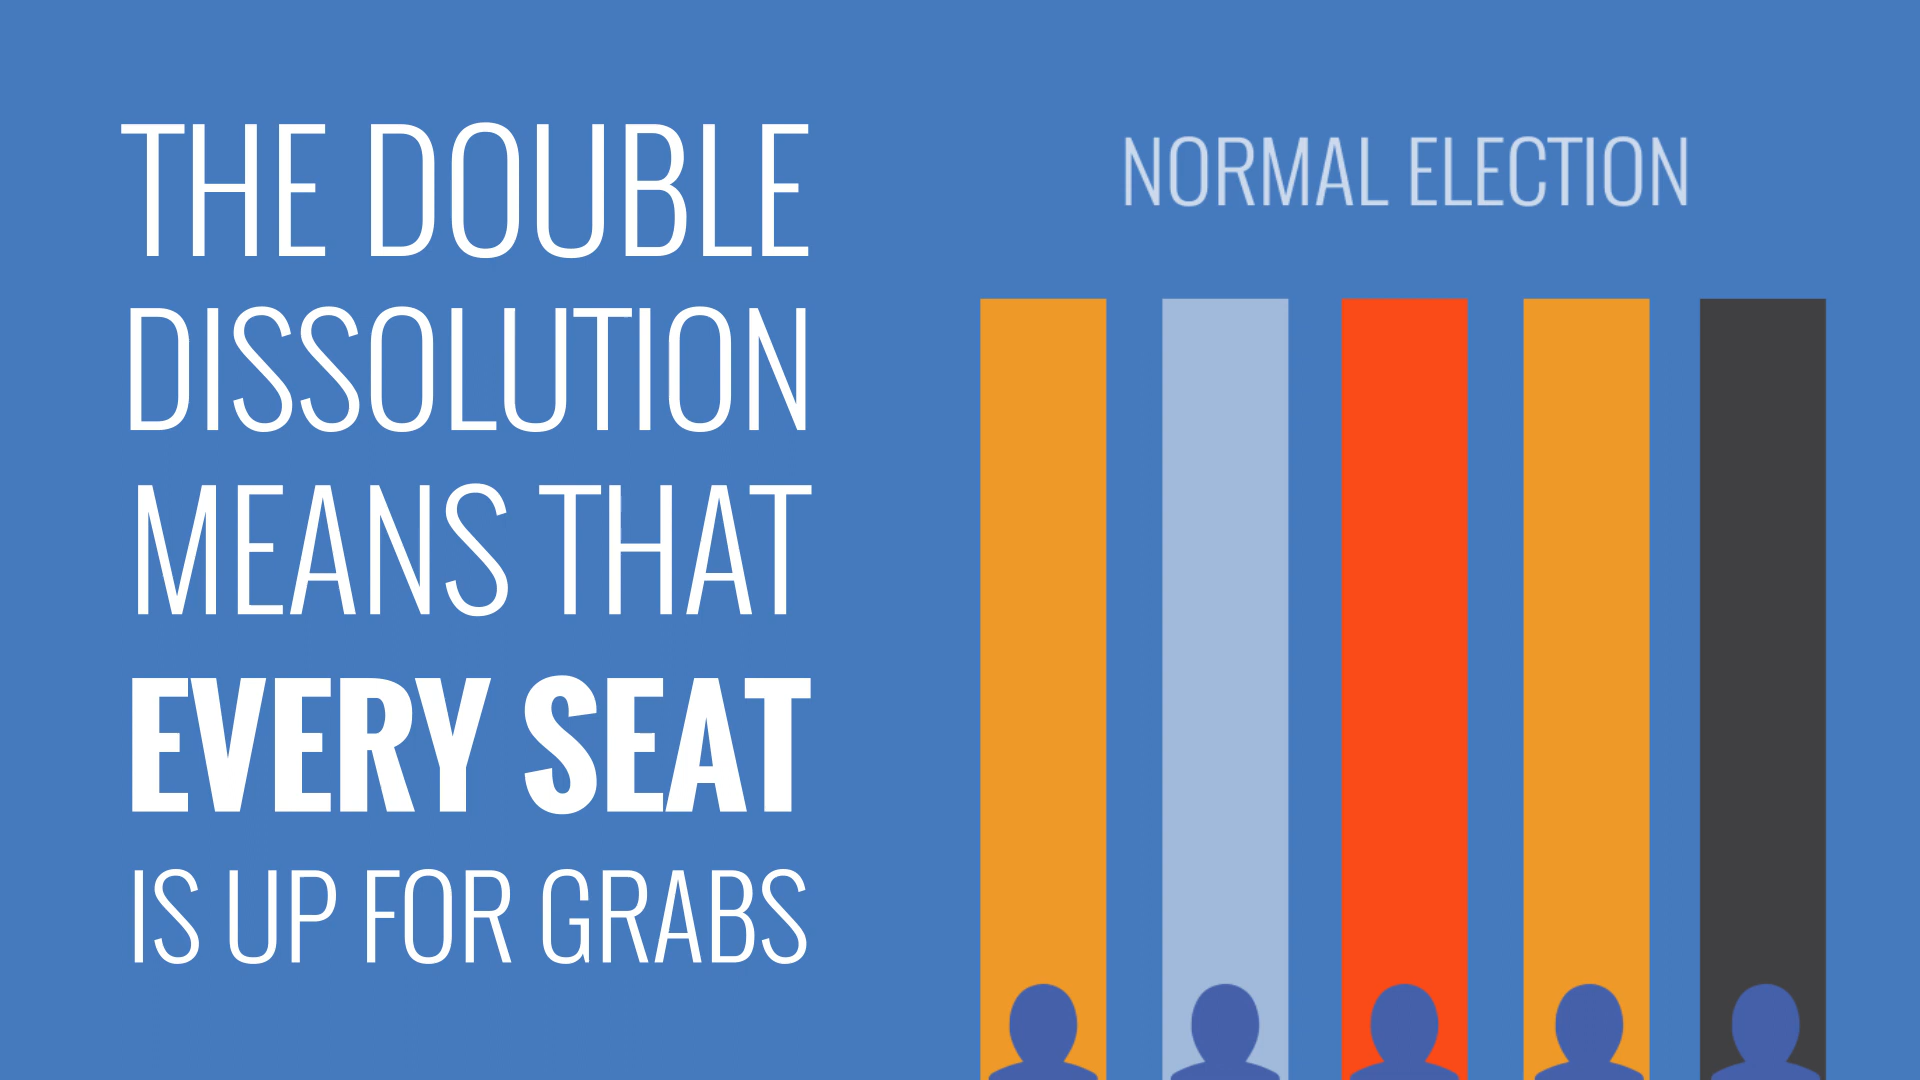 THE DOUBLE
DISSOLUTION
MEANS THAT
EVERY SEAT
IS UP FOR GRABS
NORMAL ELECTION